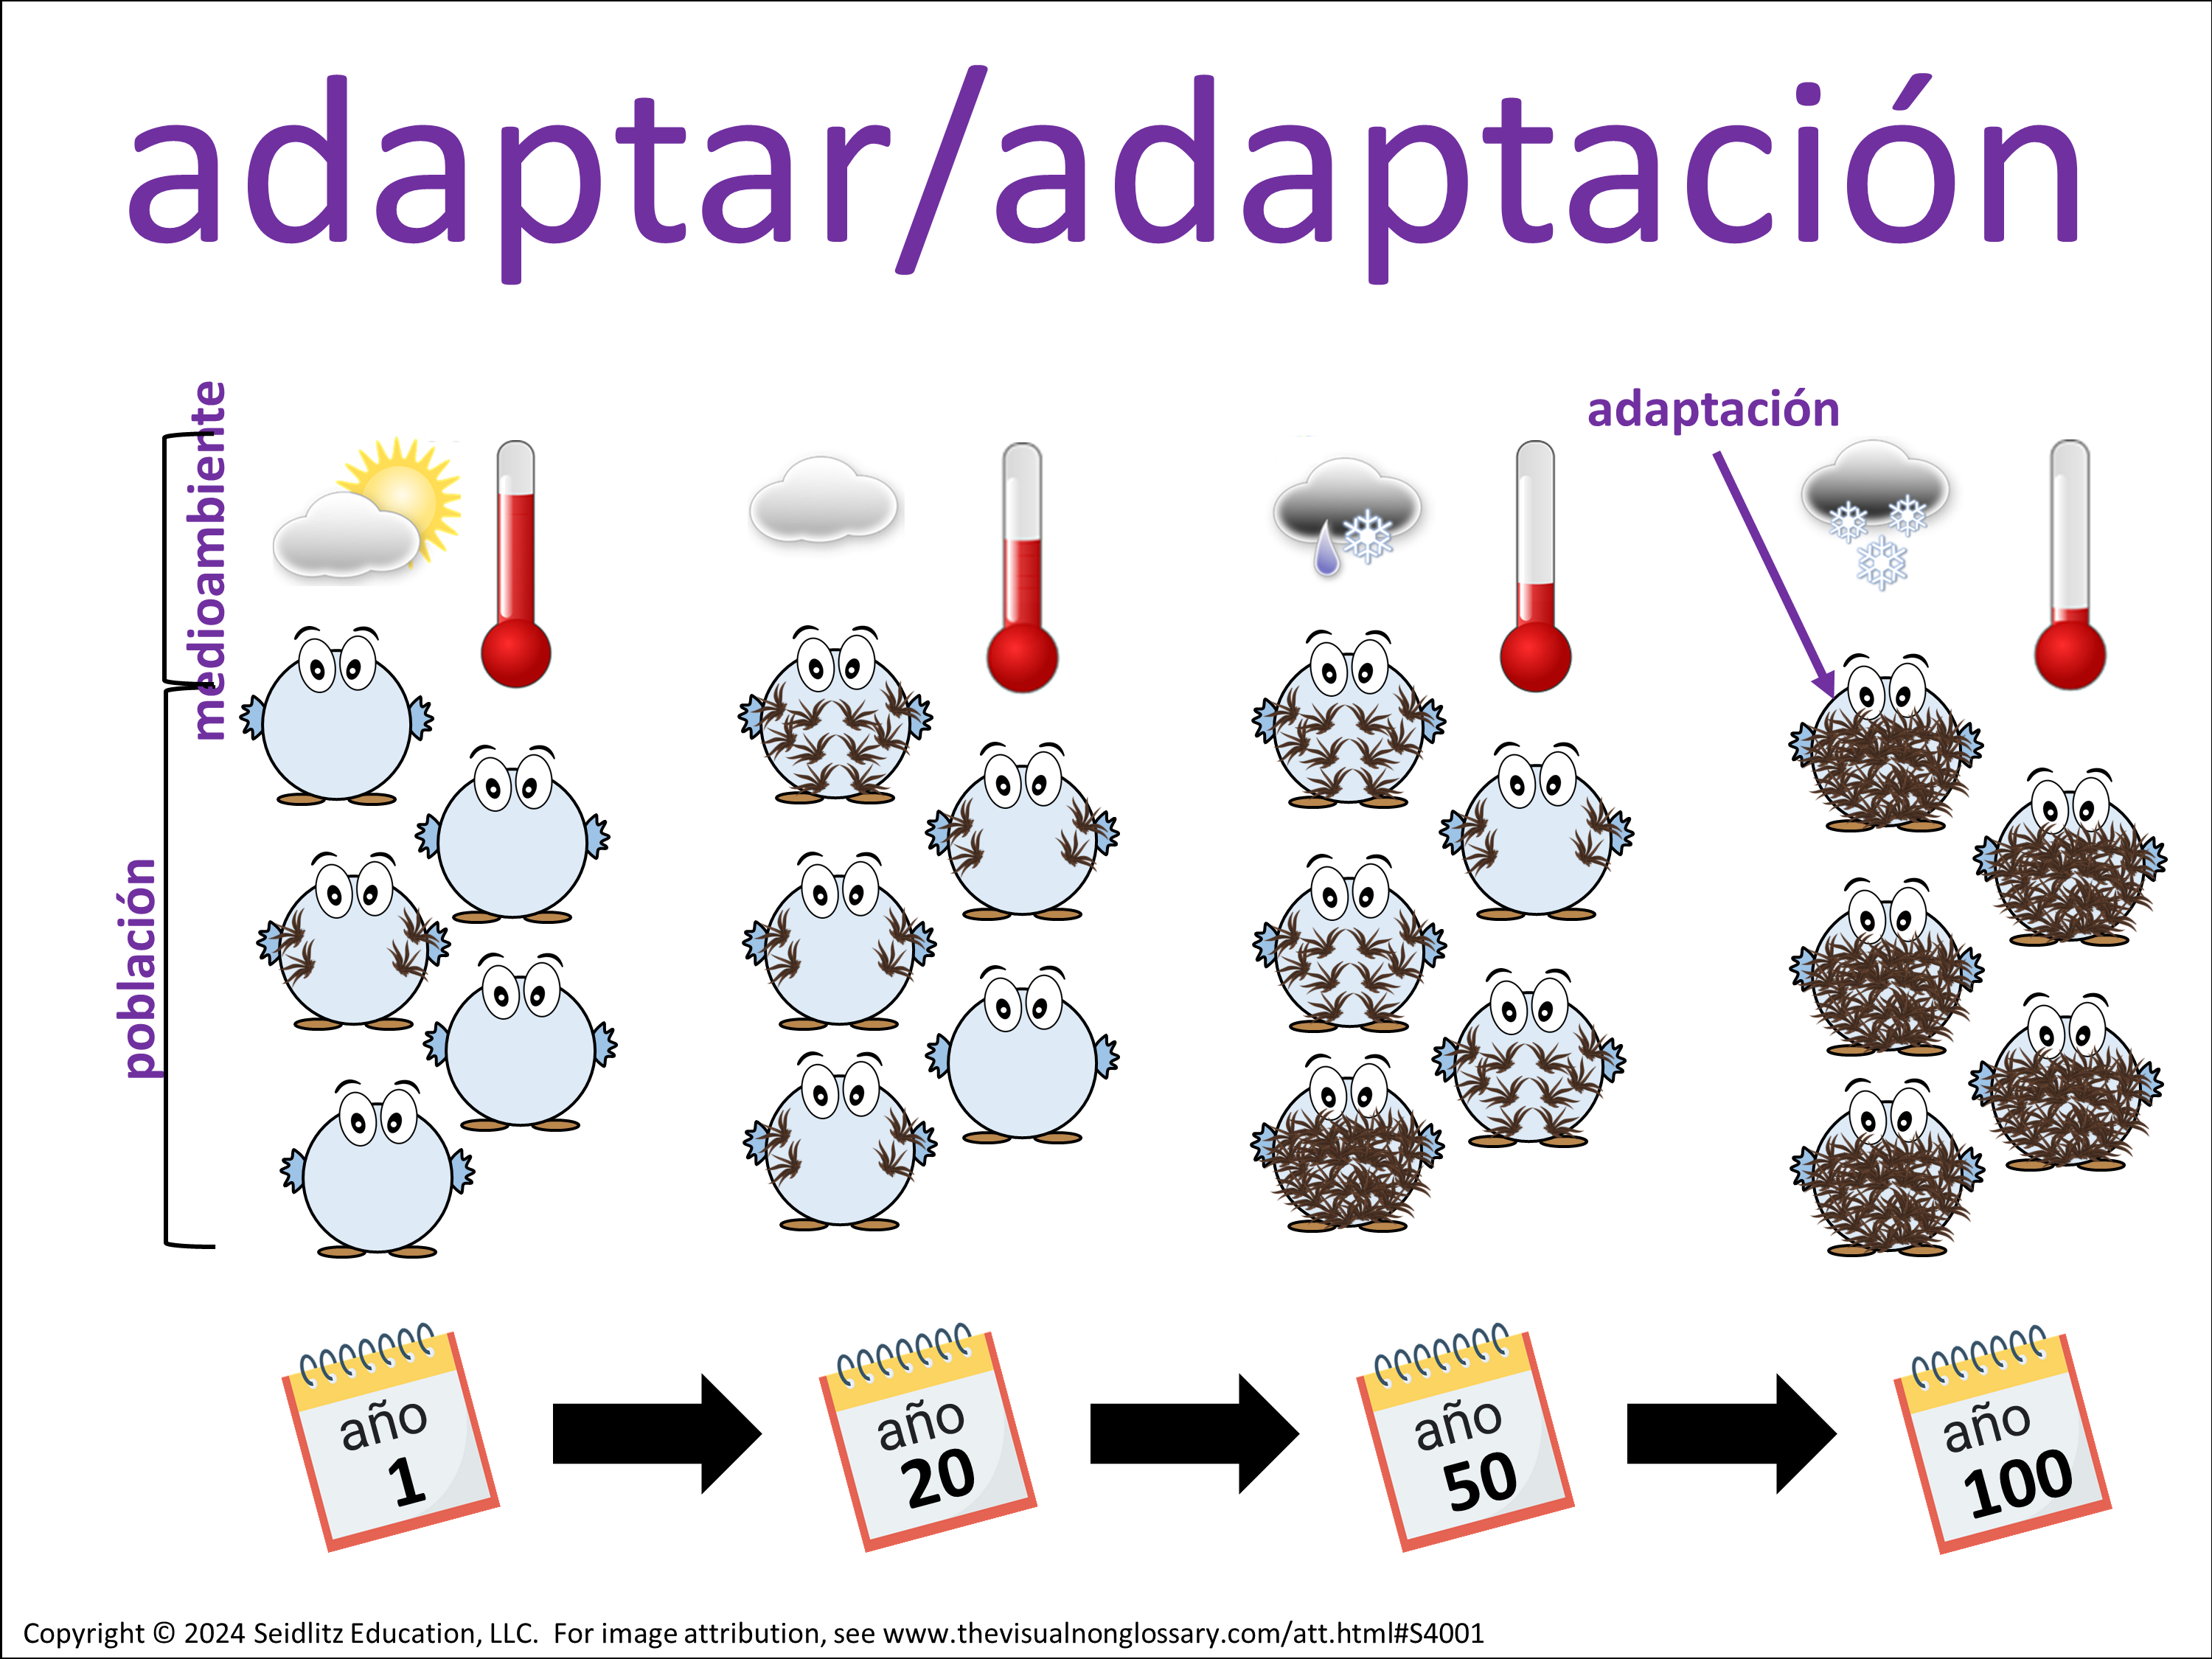 adaptar/adaptación
medioambiente
adaptación
población
año
1
año
20
año
50
año
100
Copyright © 2024 Seidlitz Education, LLC.  For image attribution, see www.thevisualnonglossary.com/att.html#S4001